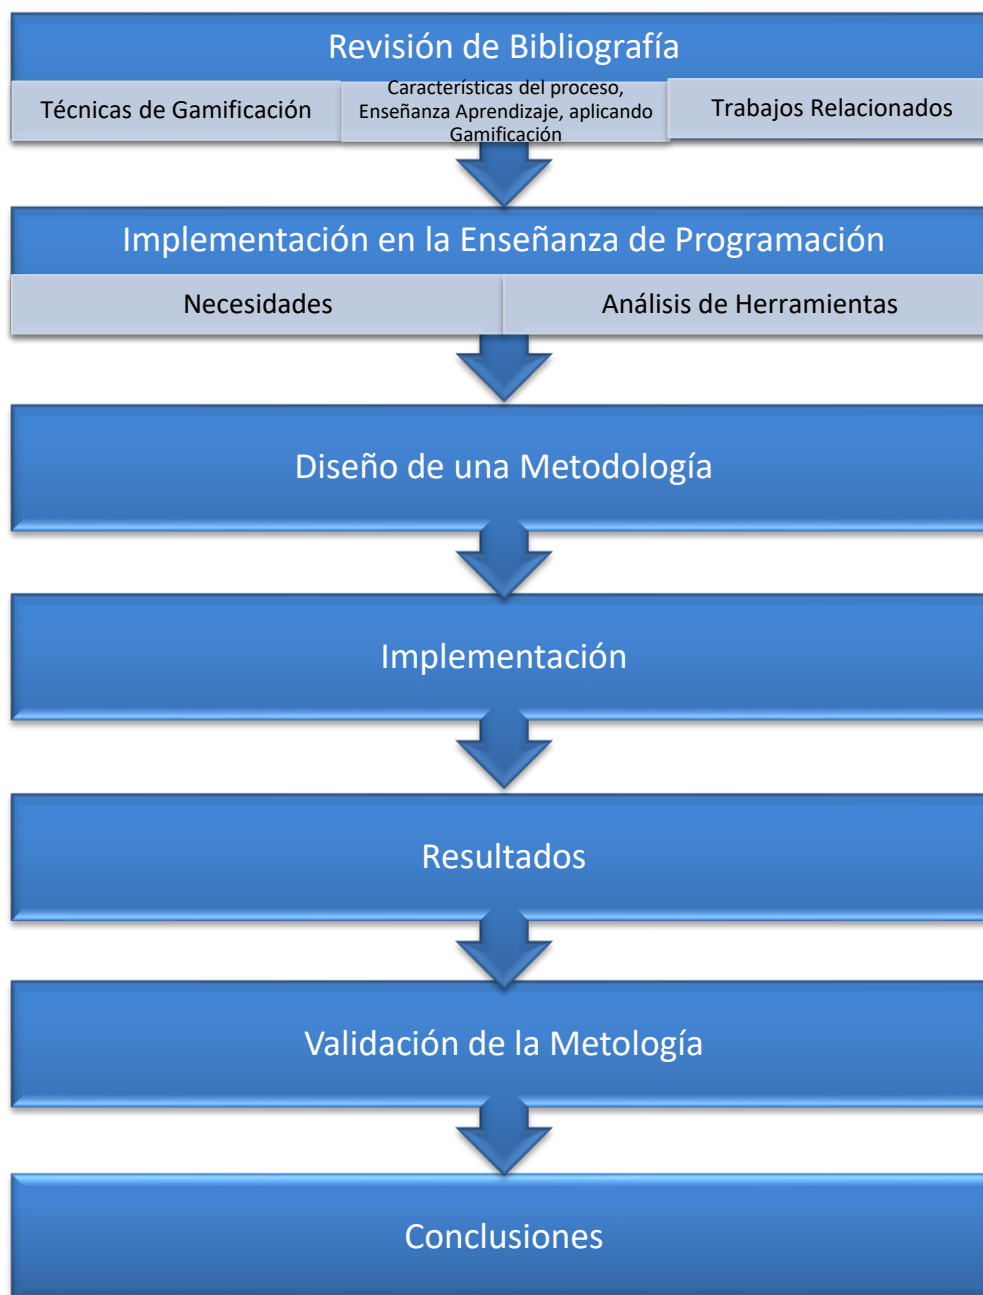 Revisión de Bibliografía
Técnicas de Gamificación
Características del proceso,
Enseñanza Aprendizaje, aplicando
Gamificación
Trabajos Relacionados
Implementación en la Enseñanza de Programación
Necesidades
Análisis de Herramientas
Diseño de una Metodología
Implementación
Resultados
Validación de la Metología
Conclusiones